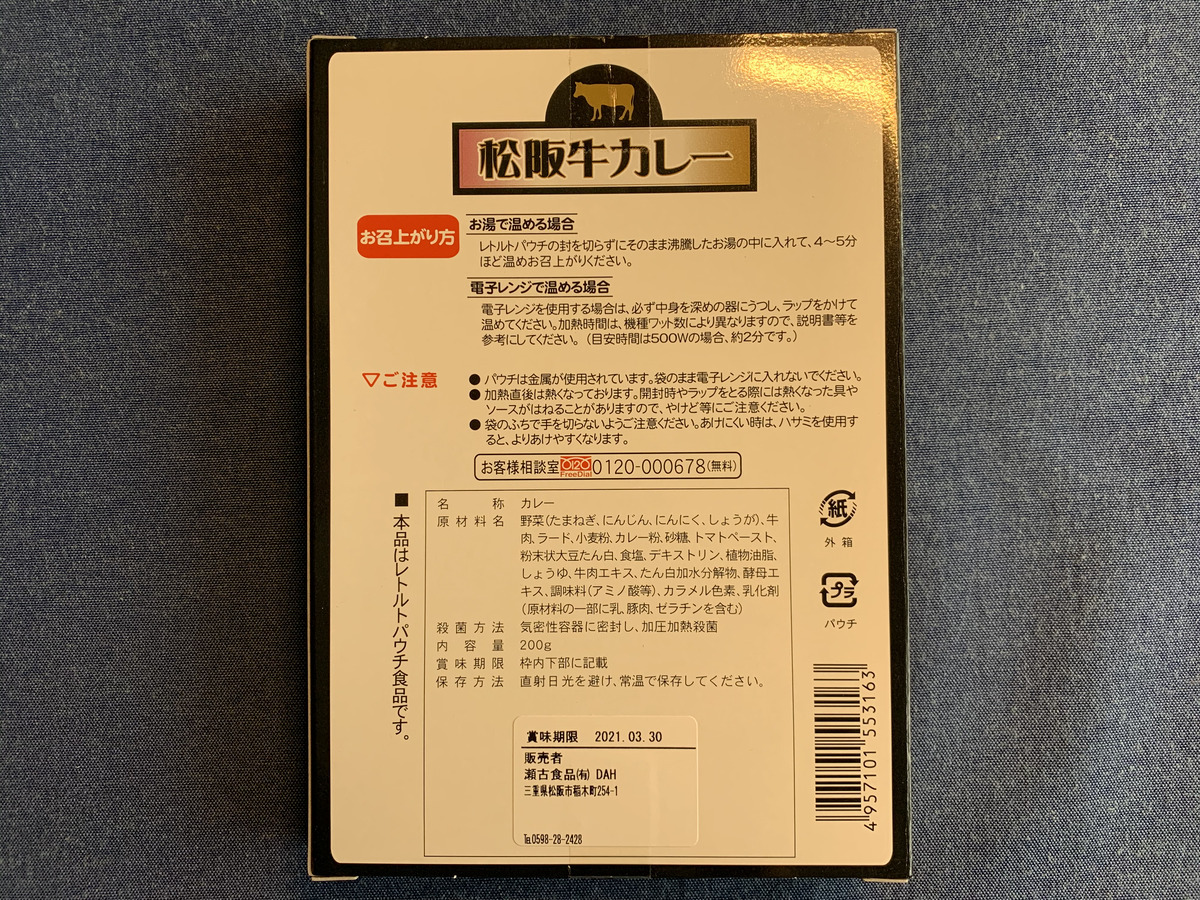 松阪牛カレー
お召上がり方
お湯で温める場合
レトルトパウチの封を切らずにそのまま沸騰したお湯の中に入れて、4〜5分
ほど温めお召上がりください。
電子レンジで温める場合
電子レンジを使用する場合は、必ず中身を深めの器にうつし、ラップをかけて
温めてください。加熱時間は、機種ワット数により異なりますので、説明書等を
参考にしてください。(目安時間は500Wの場合、約2分です。)
▽ご注意
●パウチは金属が使用されています。袋のまま電子レンジに入れないでください。
●加熱直後は熱くなっております。開封時やラップをとる際には熱くなった具や
ソースがはねることがありますので、やけど等にご注意ください。
●袋のふちで手を切らないようご注意ください。あけにくい時は、ハサミを使用す
ると、よりあけやすくなります。
お客様相談室 0120 FreeDial 0120-000678(無料)
■本品はレトルトパウチ食品です。
名称 カレー
原材料名 野菜(たまねぎ、にんじん、にんにく、しょうが)、牛
肉、ラード、小麦粉、カレー粉、砂糖、トマトペースト、
粉末状大豆たん白、食塩、デキストリン、植物油脂、
しょうゆ、牛肉エキス、たん白加水分解物、酵母エ
キス、調味料(アミノ酸等)、カラメル色素、乳化剤
(原材料の一部に乳、豚肉、ゼラチンを含む)
殺菌方法 気密性容器に密封し、加圧加熱殺菌
内容量 200g
賞味期限 枠内下部に記載
保存方法 直射日光を避け、常温で保存してください。
紙
外箱
プラ
パウチ
賞味期限 2021.03.30
販売者
瀬古食品(有) DAH
三重県松阪市稲木町254-1
℡0598-28-2428
4957101 553163